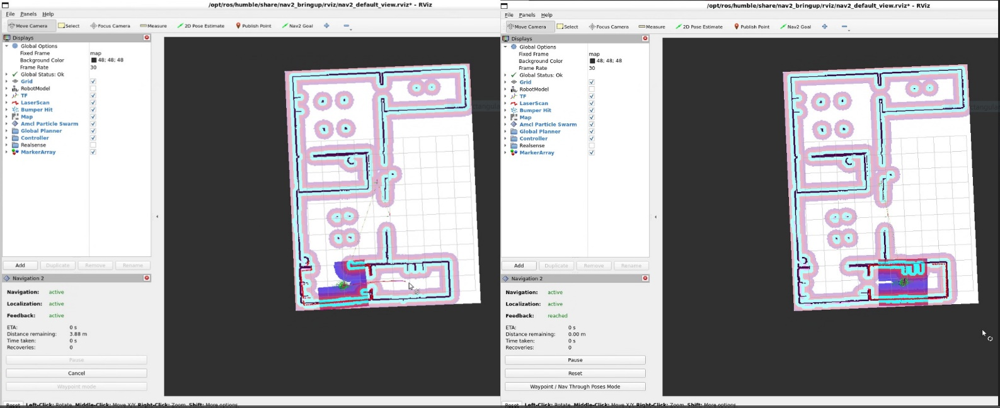 /opt/ros/humble/share/nav2_bringup/rviz/nav2_default_view.rviz* - RViz
File Panels Help
Move Camera Select Focus Camera Measure 2D Pose Estimate Publish Point Nav2 Goal
Displays
Global Options
Fixed Frame map
Background Color 48; 48; 48
Frame Rate 30
Global Status: Ok
Grid
RobotModel
TF
LaserScan
Bumper Hit
Map
Amcl Particle Swarm
Global Planner
Controller
Realsense
MarkerArray
Add Duplicate Remove Rename
Navigation 2
Navigation: active
Localization: active
Feedback: active
ETA: 0 s
Distance remaining: 3.88 m
Time taken: 0 s
Recoveries: 0
Pause
Cancel
Waypoint mode
Reset Left-Click: Rotate. Middle-Click: Move X/Y. Right-Click: Zoom. Shift: More options.
/opt/ros/humble/share/nav2_bringup/rviz/nav2_default_view.rviz* - RViz
File Panels Help
Move Camera Select Focus Camera Measure 2D Pose Estimate Publish Point Nav2 Goal
Displays
Global Options
Fixed Frame map
Background Color 48; 48; 48
Frame Rate 30
Global Status: Ok
Grid
RobotModel
TF
LaserScan
Bumper Hit
Map
Amcl Particle Swarm
Global Planner
Controller
Realsense
MarkerArray
Add Duplicate Remove Rename
Navigation 2
Navigation: active
Localization: active
Feedback: reached
ETA: 0 s
Distance remaining: 0.00 m
Time taken: 0 s
Recoveries: 0
Pause
Reset
Waypoint / Nav Through Poses Mode
Reset Left-Click: Rotate. Middle-Click: Move X/Y. Right-Click: Zoom. Shift: More options.